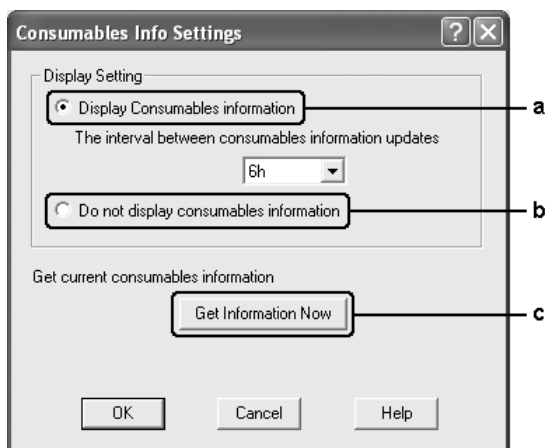 Consumables Info Settings
Display Setting
Display Consumables information
a
The interval between consumables information updates
6h
Do not display consumables information
b
Get current consumables information
Get Information Now
c
OK Cancel Help